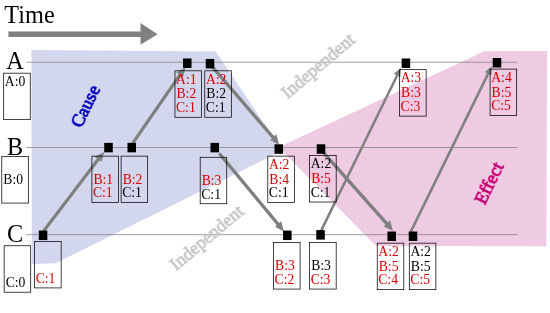 Time
Independent
A
A:0
A:1
B:2
C:1
A:2
B:2
C:1
A:3
B:3
C:3
A:4
B:5
C:5
Cause
B
B:0
B:1
C:1
B:2
C:1
B:3
C:1
A:2
B:4
C:1
A:2
B:5
C:1
Effect
Independent
C
C:0
C:1
B:3
C:2
B:3
C:3
A:2
B:5
C:4
A:2
B:5
C:5